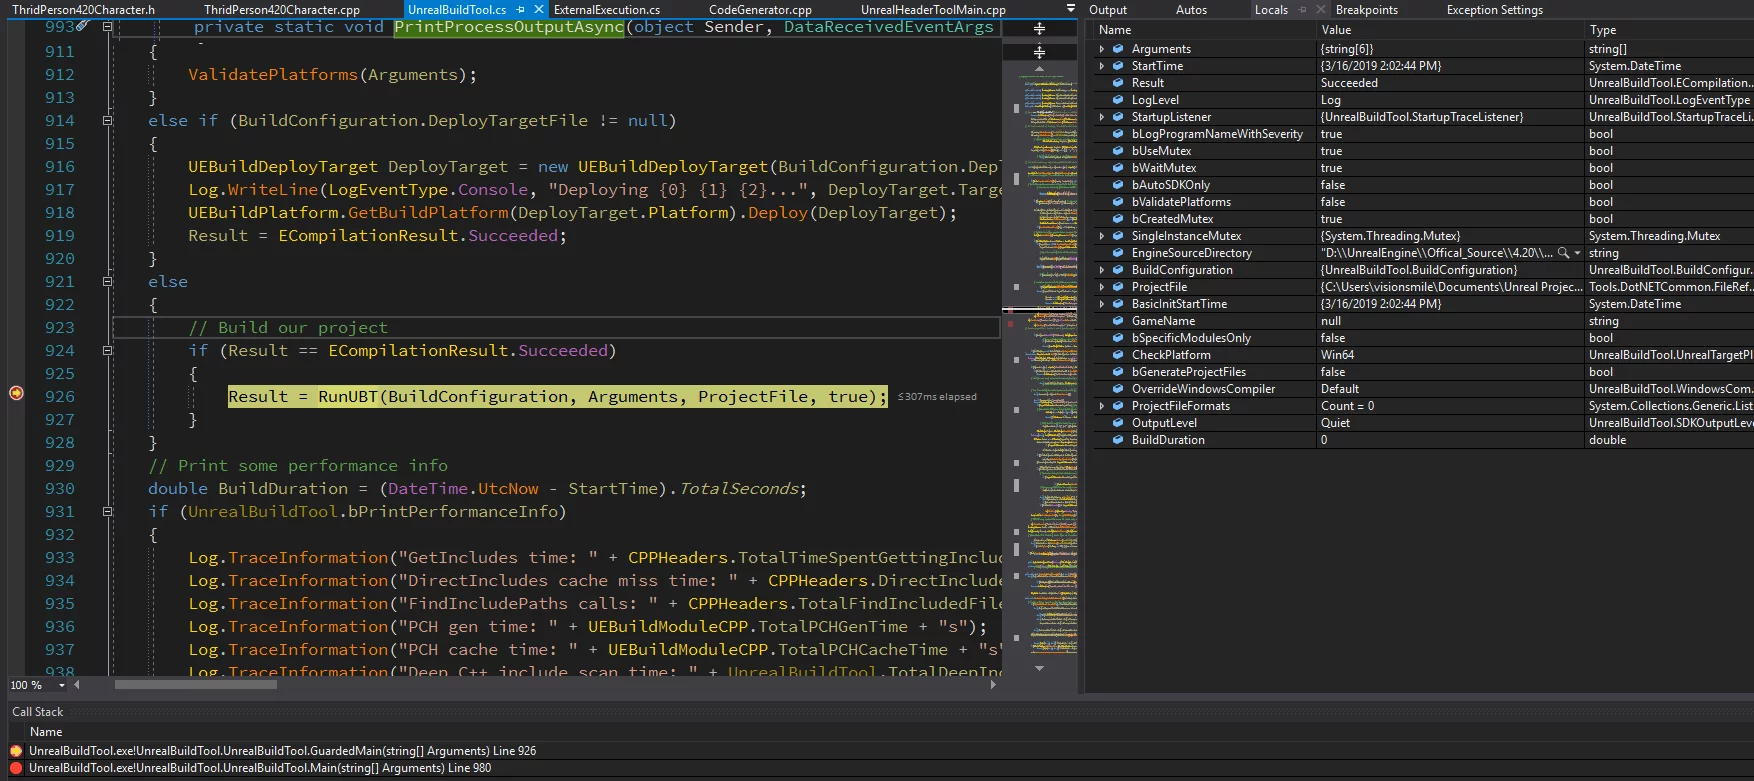 ThridPerson420Character.h ThridPerson420Character.cpp UnrealBuildTool.cs ExternalExecution.cs CodeGenerator.cpp UnrealHeaderToolMain.cpp
993 private static void PrintProcessOutputAsync(object Sender, DataReceivedEventArgs
911 {
912 ValidatePlatforms(Arguments);
913 }
914 else if (BuildConfiguration.DeployTargetFile != null)
915 {
916 UEBuildDeployTarget DeployTarget = new UEBuildDeployTarget(BuildConfiguration.Depl
917 Log.WriteLine(LogEventType.Console, "Deploying {0} {1} {2}...", DeployTarget.Targe
918 UEBuildPlatform.GetBuildPlatform(DeployTarget.Platform).Deploy(DeployTarget);
919 Result = ECompilationResult.Succeeded;
920 }
921 else
922 {
923 // Build our project
924 if (Result == ECompilationResult.Succeeded)
925 {
926 Result = RunUBT(BuildConfiguration, Arguments, ProjectFile, true); ≤307ms elapsed
927 }
928 }
929 // Print some performance info
930 double BuildDuration = (DateTime.UtcNow - StartTime).TotalSeconds;
931 if (UnrealBuildTool.bPrintPerformanceInfo)
932 {
933 Log.TraceInformation("GetIncludes time: " + CPPHeaders.TotalTimeSpentGettingInclud
934 Log.TraceInformation("DirectIncludes cache miss time: " + CPPHeaders.DirectInclude
935 Log.TraceInformation("FindIncludePaths calls: " + CPPHeaders.TotalFindIncludedFile
936 Log.TraceInformation("PCH gen time: " + UEBuildModuleCPP.TotalPCHGenTime + "s");
937 Log.TraceInformation("PCH cache time: " + UEBuildModuleCPP.TotalPCHCacheTime + "s"
938 Log.TraceInformation("Deep C++ include scan time: " + UnrealBuildTool.TotalDeepInc
100 %
Output Autos Locals Breakpoints Exception Settings
Name Value Type
Arguments {string[6]} string[]
StartTime {3/16/2019 2:02:44 PM} System.DateTime
Result Succeeded UnrealBuildTool.ECompilation...
LogLevel Log UnrealBuildTool.LogEventType
StartupListener {UnrealBuildTool.StartupTraceListener} UnrealBuildTool.StartupTraceLi...
bLogProgramNameWithSeverity true bool
bUseMutex true bool
bWaitMutex true bool
bAutoSDKOnly false bool
bValidatePlatforms false bool
bCreatedMutex true bool
SingleInstanceMutex {System.Threading.Mutex} System.Threading.Mutex
EngineSourceDirectory "D:\\UnrealEngine\\Offical_Source\\4.20\\... string
BuildConfiguration {UnrealBuildTool.BuildConfiguration} UnrealBuildTool.BuildConfigur...
ProjectFile {C:\Users\visionsmile\Documents\Unreal Projec... Tools.DotNETCommon.FileRef...
BasicInitStartTime {3/16/2019 2:02:44 PM} System.DateTime
GameName null string
bSpecificModulesOnly false bool
CheckPlatform Win64 UnrealBuildTool.UnrealTargetPl
bGenerateProjectFiles false bool
OverrideWindowsCompiler Default UnrealBuildTool.WindowsCom...
ProjectFileFormats Count = 0 System.Collections.Generic.List
OutputLevel Quiet UnrealBuildTool.SDKOutputLeve
BuildDuration 0 double
Call Stack
Name
UnrealBuildTool.exe!UnrealBuildTool.UnrealBuildTool.GuardedMain(string[] Arguments) Line 926
UnrealBuildTool.exe!UnrealBuildTool.UnrealBuildTool.Main(string[] Arguments) Line 980